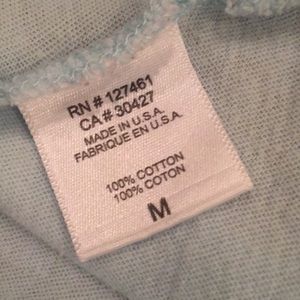 RN # 127461
CA # 30427
MADE IN U.S.A.
FABRIQUE EN U.S.A.
100% COTTON
100% COTON
M